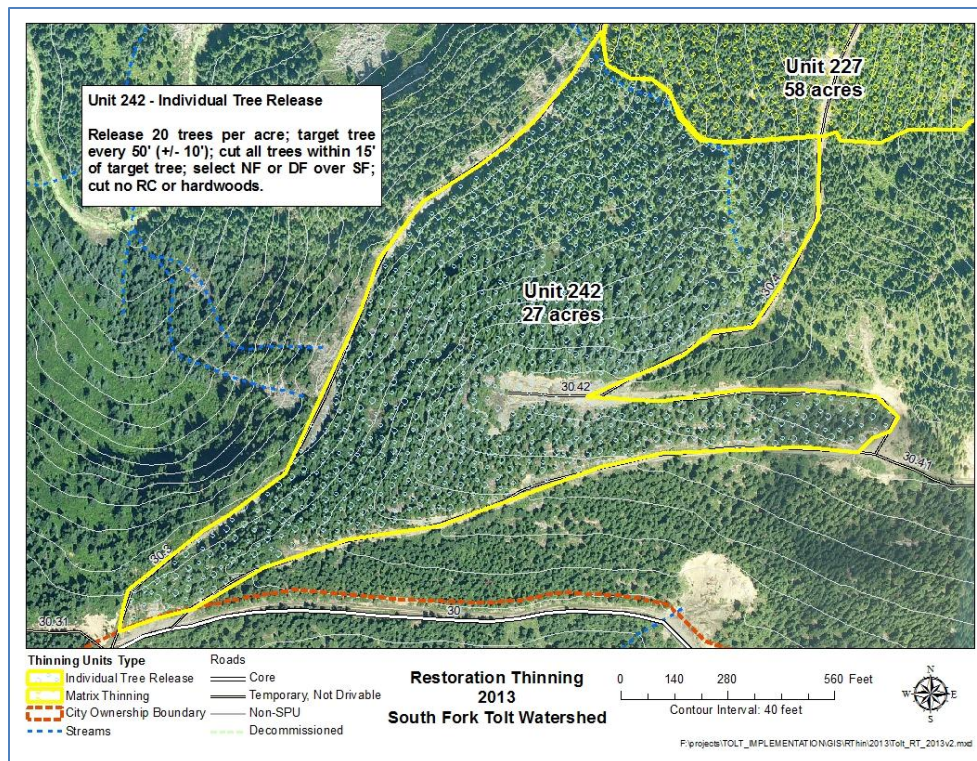 Unit 227
58 acres
Unit 242 - Individual Tree Release
Release 20 trees per acre; target tree
every 50' (+/- 10'); cut all trees within 15'
of target tree; select NF or DF over SF;
cut no RC or hardwoods.
30.4
Unit 242
27 acres
30.42
30.41
30.3
30
30.31
Thinning Units Type
Individual Tree Release
Matrix Thinning
City Ownership Boundary
Streams
Roads
Core
Temporary, Not Drivable
Non-SPU
Decommissioned
Restoration Thinning
2013
South Fork Tolt Watershed
0 140 280 560 Feet
Contour Interval: 40 feet
N
W E
S
F:\projects\TOLT_IMPLEMENTATION\GIS\RThin\2013\Tolt_RT_2013v2.mxd